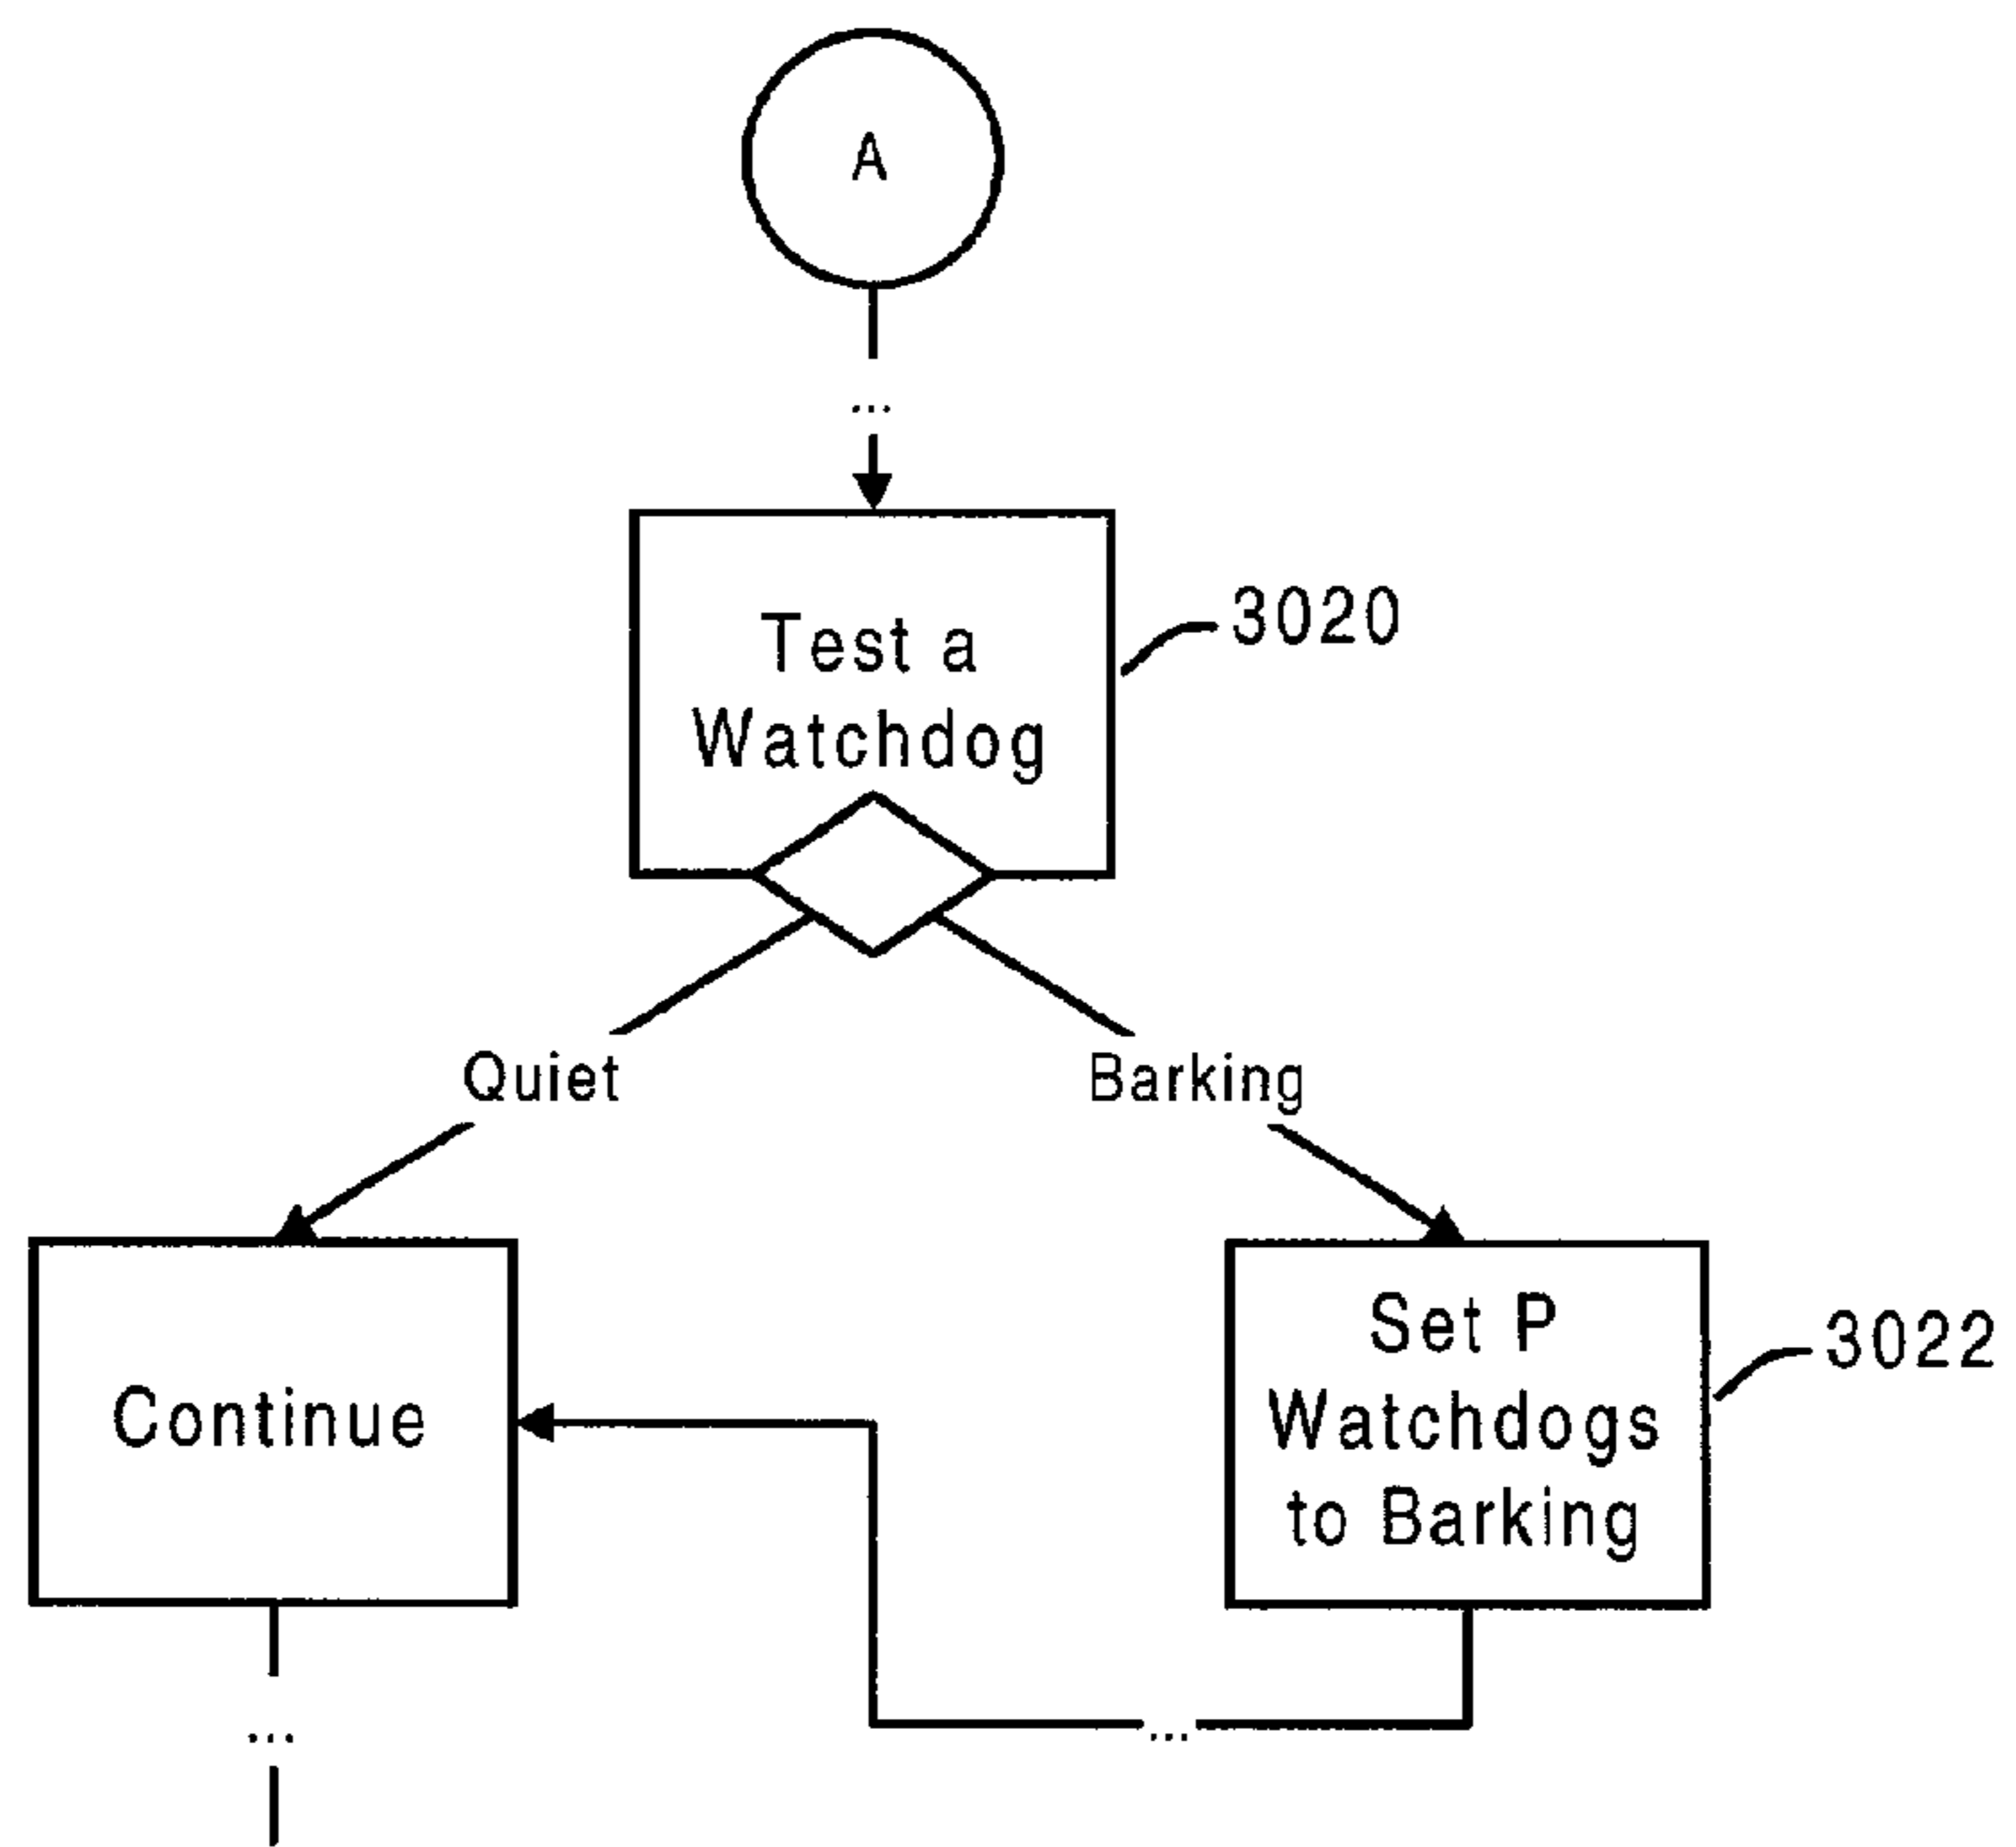 A
...
Test a
Watchdog
3020
Quiet
Barking
Continue
Set P
Watchdogs
to Barking
3022
...
...